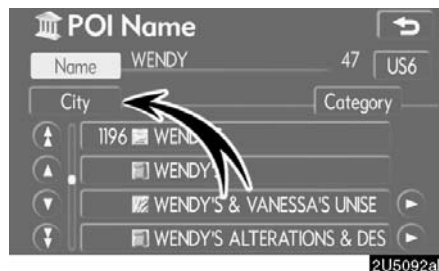 POI Name
Name WENDY 47 US6
City Category
1196 WEND
WENDY'
WENDY'S & VANESSA'S UNISE
WENDY'S ALTERATIONS & DES
2U5092a